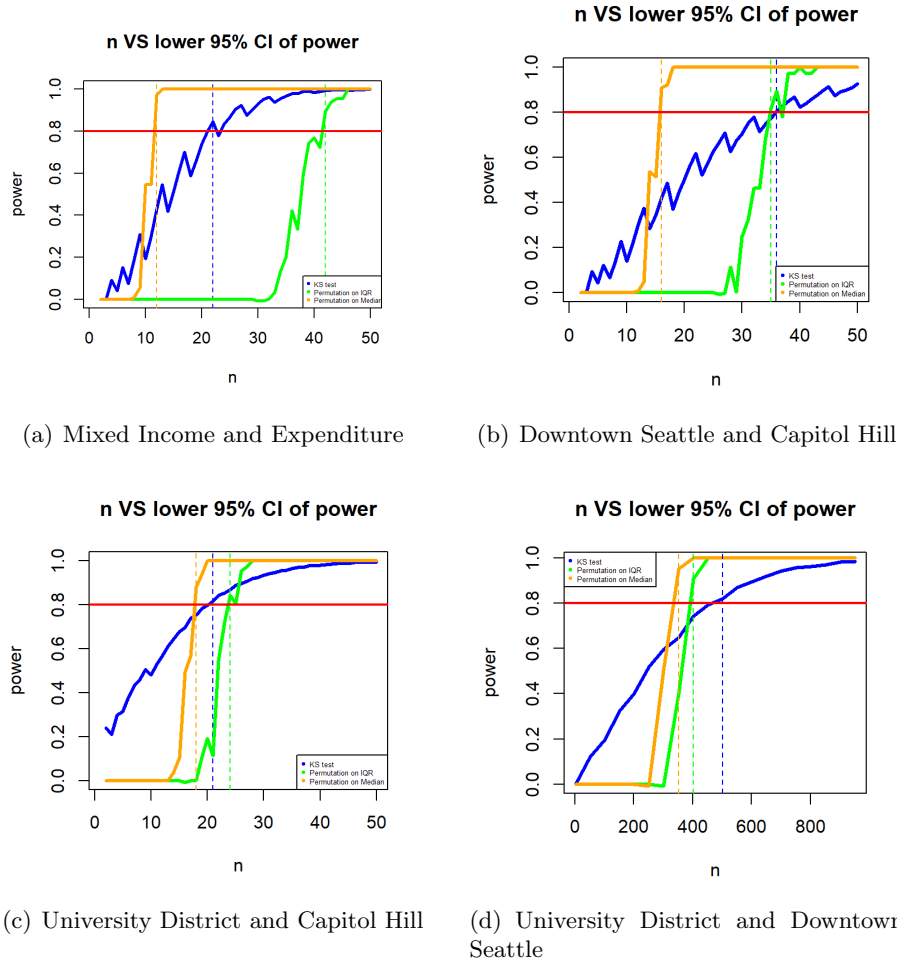 n VS lower 95% CI of power
power
0.0 0.2 0.4 0.6 0.8 1.0
0 10 20 30 40 50
n
KS test
Permutation on IQR
Permutation on Median
(a) Mixed Income and Expenditure
n VS lower 95% CI of power
power
0.0 0.2 0.4 0.6 0.8 1.0
0 10 20 30 40 50
n
KS test
Permutation on IQR
Permutation on Median
(b) Downtown Seattle and Capitol Hill
n VS lower 95% CI of power
power
0.0 0.2 0.4 0.6 0.8 1.0
0 10 20 30 40 50
n
KS test
Permutation on IQR
Permutation on Median
(c) University District and Capitol Hill
n VS lower 95% CI of power
power
0.0 0.2 0.4 0.6 0.8 1.0
0 200 400 600 800
n
KS test
Permutation on IQR
Permutation on Median
(d) University District and Downtown
Seattle